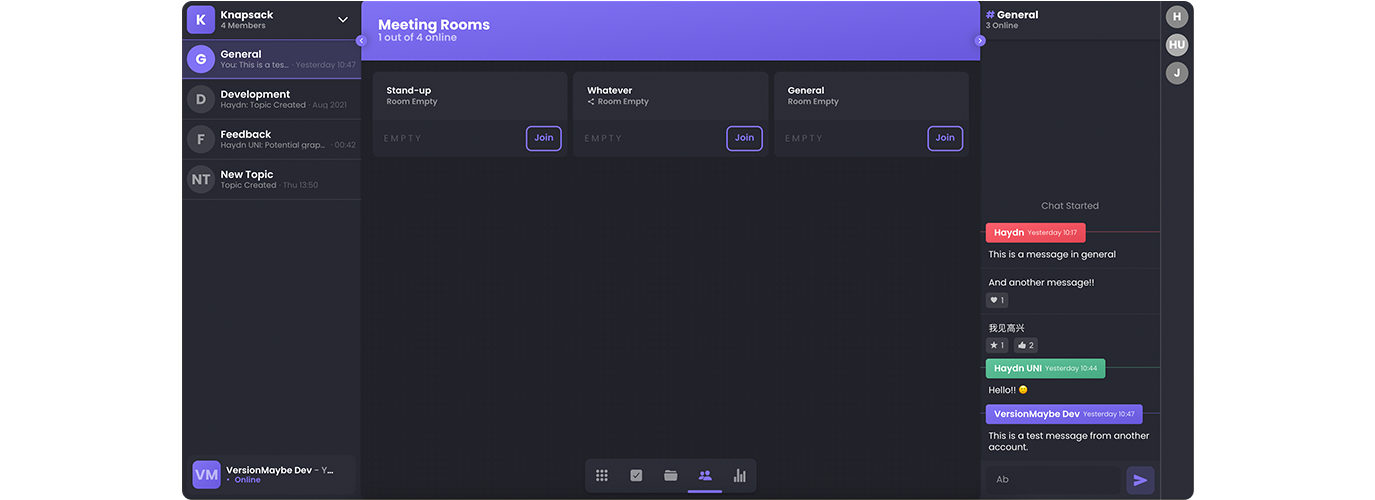 K
Knapsack
4 Members
G
General
You: This is a tes... · Yesterday 10:47
D
Development
Haydn: Topic Created · Aug 2021
F
Feedback
Haydn UNI: Potential grap... · 00:42
NT
New Topic
Topic Created · Thu 13:50
VM
VersionMaybe Dev - Y...
• Online
Meeting Rooms
1 out of 4 online
Stand-up
Room Empty
EMPTY
Join
Whatever
Room Empty
EMPTY
Join
General
Room Empty
EMPTY
Join
# General
3 Online
Chat Started
Haydn Yesterday 10:17
This is a message in general
And another message!!
1
我见高兴
1 2
Haydn UNI Yesterday 10:44
Hello!! 🙂
VersionMaybe Dev Yesterday 10:47
This is a test message from another
account.
Ab
H
HU
J